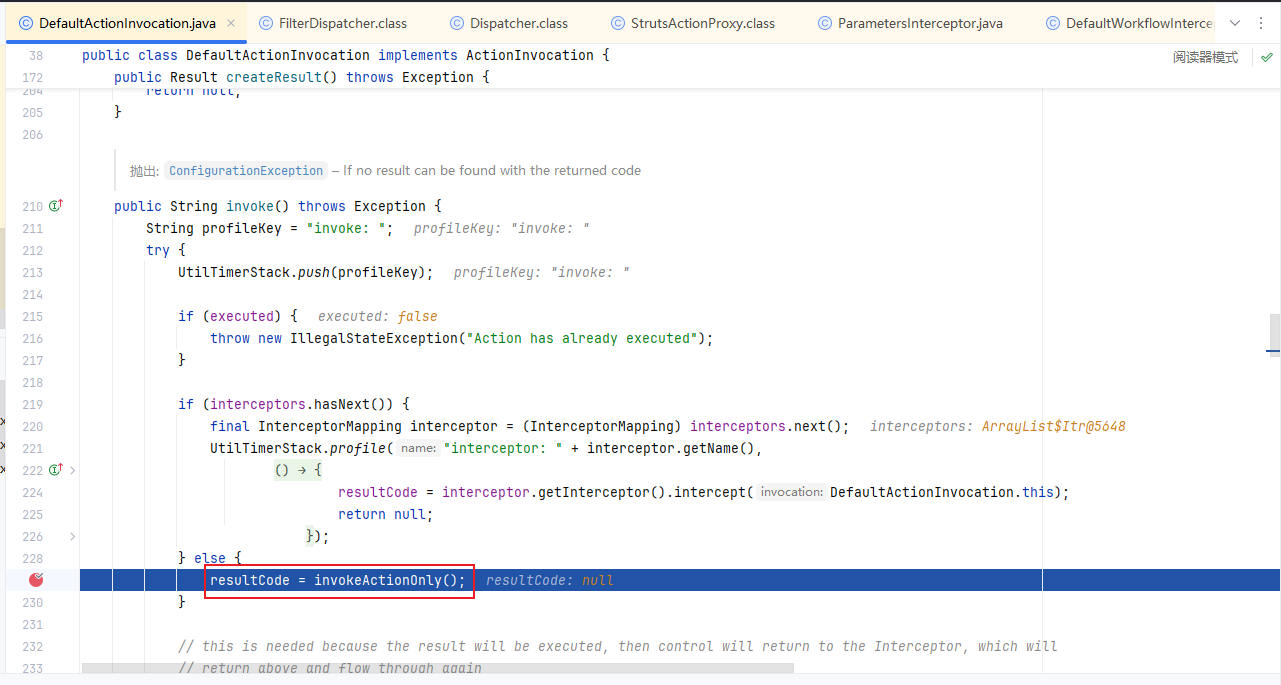 DefaultActionInvocation.java × FilterDispatcher.class Dispatcher.class StrutsActionProxy.class ParametersInterceptor.java DefaultWorkflowInterce
38 public class DefaultActionInvocation implements ActionInvocation { 阅读器模式
172 public Result createResult() throws Exception {
204 return null;
205 }
206
抛出: ConfigurationException – If no result can be found with the returned code
210 public String invoke() throws Exception {
211 String profileKey = "invoke: "; profileKey: "invoke: "
212 try {
213 UtilTimerStack.push(profileKey); profileKey: "invoke: "
214
215 if (executed) { executed: false
216 throw new IllegalStateException("Action has already executed");
217 }
218
219 if (interceptors.hasNext()) {
220 final InterceptorMapping interceptor = (InterceptorMapping) interceptors.next(); interceptors: ArrayList$Itr@5648
221 UtilTimerStack.profile( name: "interceptor: " + interceptor.getName(),
222 () → {
224 resultCode = interceptor.getInterceptor().intercept( invocation: DefaultActionInvocation.this);
225 return null;
226 });
228 } else {
resultCode = invokeActionOnly(); resultCode: null
230 }
231
232 // this is needed because the result will be executed, then control will return to the Interceptor, which will
233 // return above and flow through again